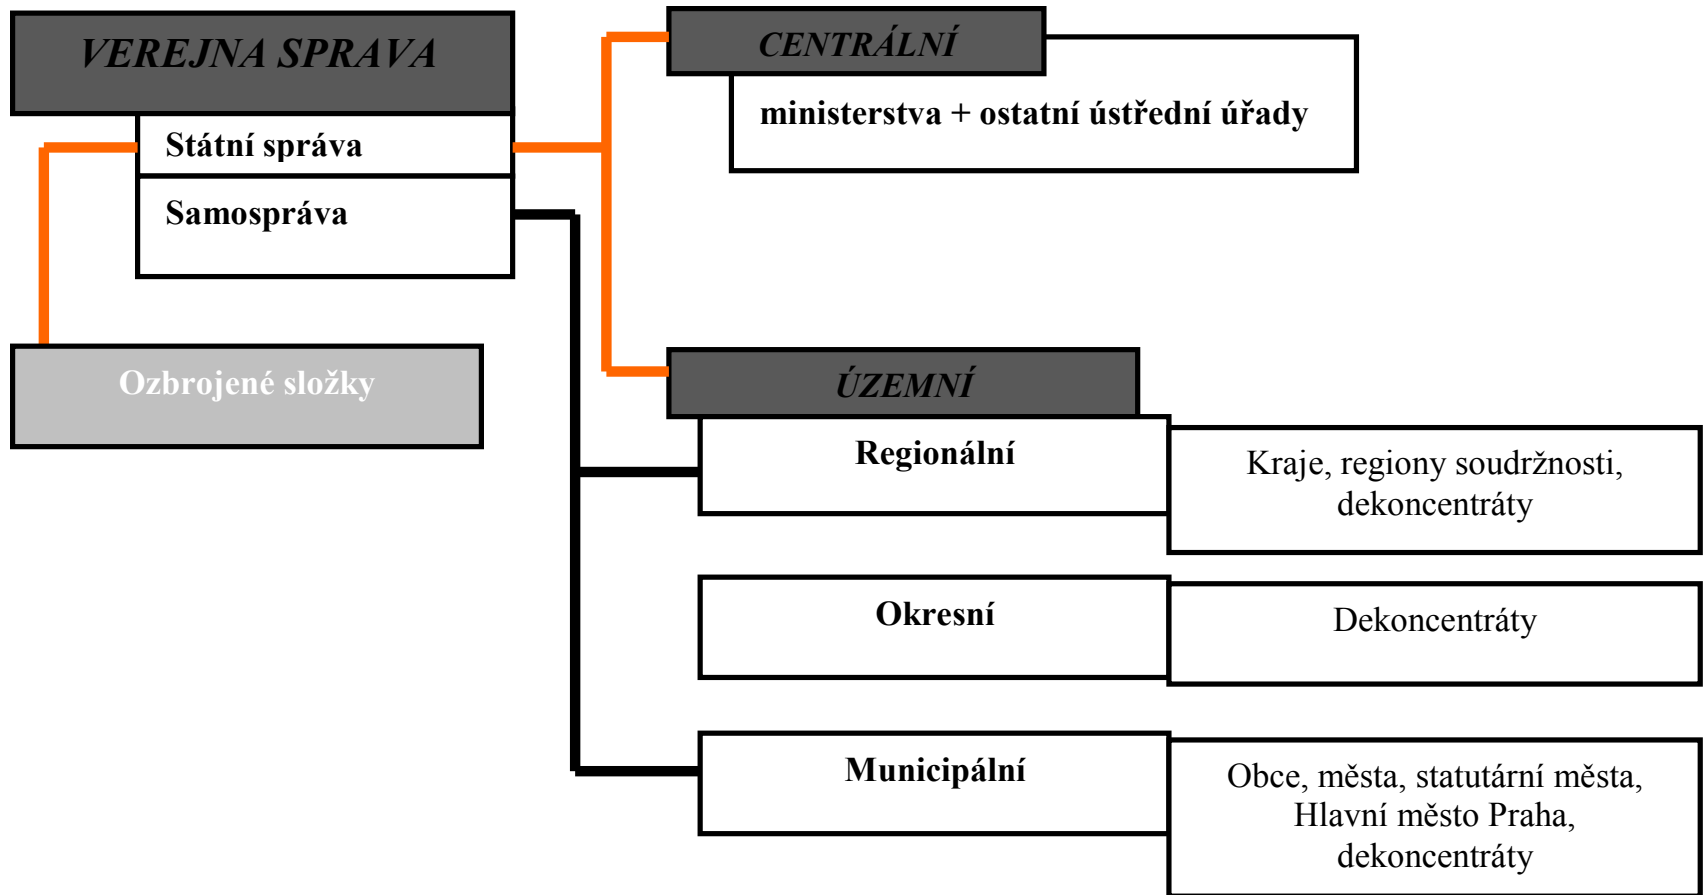 VEREJNA SPRAVA
Státní správa
Samospráva
Ozbrojené složky
CENTRÁLNÍ
ministerstva + ostatní ústřední úřady
ÚZEMNÍ
Regionální
Kraje, regiony soudržnosti,
dekoncentráty
Okresní
Dekoncentráty
Municipální
Obce, města, statutární města,
Hlavní město Praha,
dekoncentráty